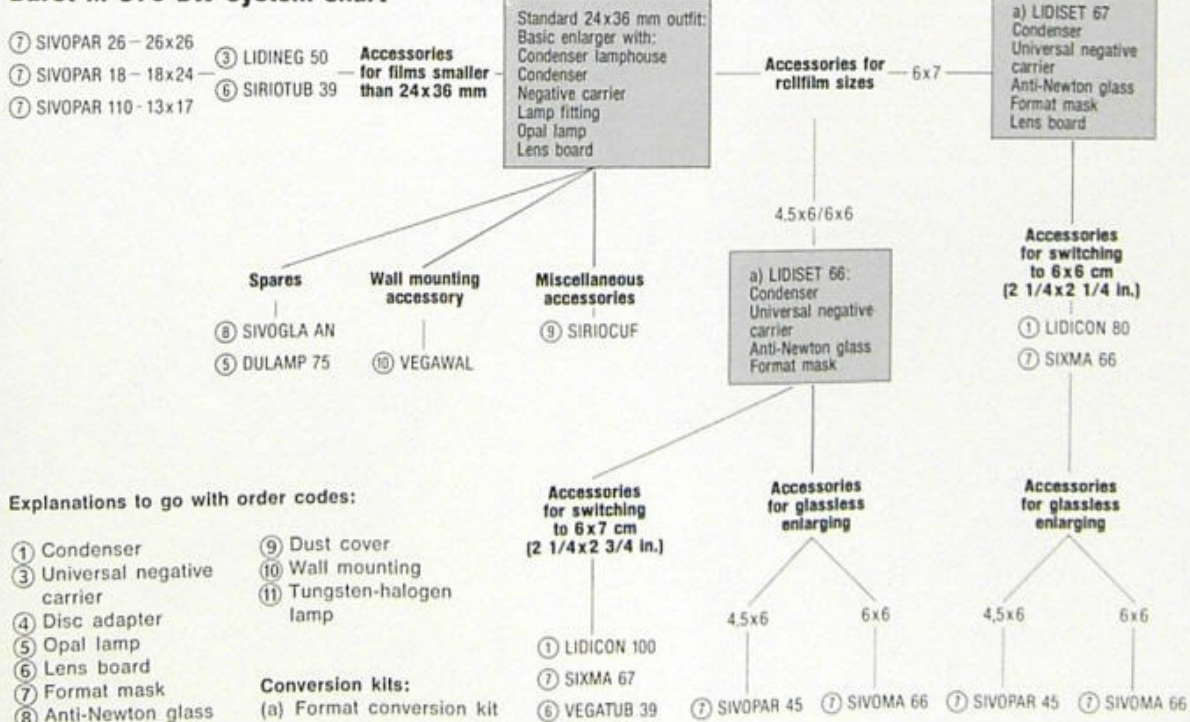 ⑦ SIVOPAR 26 – 26x26
⑦ SIVOPAR 18 – 18x24
⑦ SIVOPAR 110 - 13x17
③ LIDINEG 50
⑥ SIRIOTUB 39
Accessories
for films smaller
than 24x36 mm
Standard 24x36 mm outfit:
Basic enlarger with:
Condenser lamphouse
Condenser
Negative carrier
Lamp fitting
Opal lamp
Lens board
Accessories for
rollfilm sizes
6x7
a) LIDISET 67
Condenser
Universal negative
carrier
Anti-Newton glass
Format mask
Lens board
Spares
⑧ SIVOGLA AN
⑤ DULAMP 75
Wall mounting
accessory
⑩ VEGAWAL
Miscellaneous
accessories
⑨ SIRIOCUF
4,5x6/6x6
a) LIDISET 66:
Condenser
Universal negative
carrier
Anti-Newton glass
Format mask
Accessories
for switching
to 6x6 cm
(2 1/4x2 1/4 in.)
① LIDICON 80
⑦ SIXMA 66
Accessories
for switching
to 6x7 cm
(2 1/4x2 3/4 in.)
① LIDICON 100
⑦ SIXMA 67
⑥ VEGATUB 39
Accessories
for glassless
enlarging
4,5x6
6x6
⑦ SIVOPAR 45
⑦ SIVOMA 66
Accessories
for glassless
enlarging
4,5x6
6x6
⑦ SIVOPAR 45
⑦ SIVOMA 66
Explanations to go with order codes:
① Condenser
③ Universal negative
carrier
④ Disc adapter
⑤ Opal lamp
⑥ Lens board
⑦ Format mask
⑧ Anti-Newton glass
⑨ Dust cover
⑩ Wall mounting
⑪ Tungsten-halogen
lamp
Conversion kits:
(a) Format conversion kit